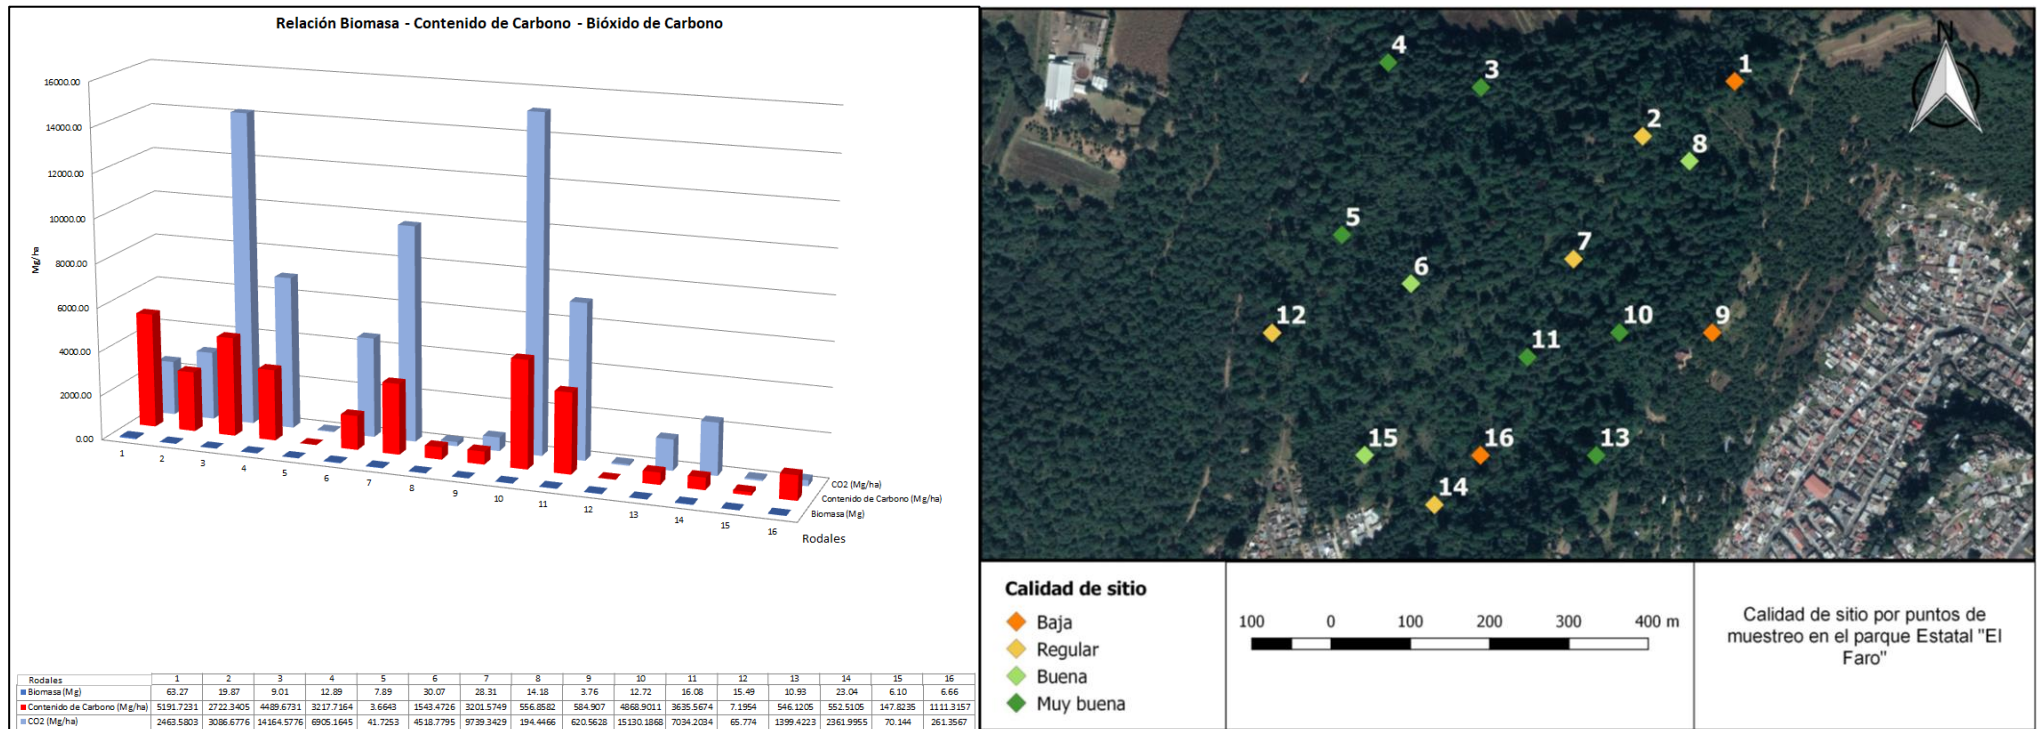 Relación Biomasa - Contenido de Carbono - Bióxido de Carbono
16000.00
14000.00
12000.00
10000.00
8000.00
6000.00
4000.00
2000.00
0.00
Mg/ha
1 2 3 4 5 6 7 8 9 10 11 12 13 14 15 16
CO2 (Mg/ha)
Contenido de Carbono (Mg/ha)
Biomasa (Mg)
Rodales
Rodales 1 2 3 4 5 6 7 8 9 10 11 12 13 14 15 16
Biomasa (Mg) 63.27 19.87 9.01 12.89 7.89 30.07 28.31 14.18 3.76 12.72 16.08 15.49 10.93 23.04 6.10 6.66
Contenido de Carbono (Mg/ha) 5191.7231 2722.3405 4489.6731 3217.7164 3.6643 1543.4726 3201.5749 556.8582 584.907 4868.9011 3635.5674 7.1954 546.1205 552.5105 147.8235 1111.3157
CO2 (Mg/ha) 2463.5803 3086.6776 14164.5776 6905.1645 41.7253 4518.7795 9739.3429 194.4466 620.5628 15130.1868 7034.2034 65.774 1399.4223 2361.9955 70.144 261.3567
N
4
3
1
2
8
5
7
6
12
10
9
11
15
16
13
14
Calidad de sitio
Baja
Regular
Buena
Muy buena
100 0 100 200 300 400 m
Calidad de sitio por puntos de
muestreo en el parque Estatal "El
Faro"